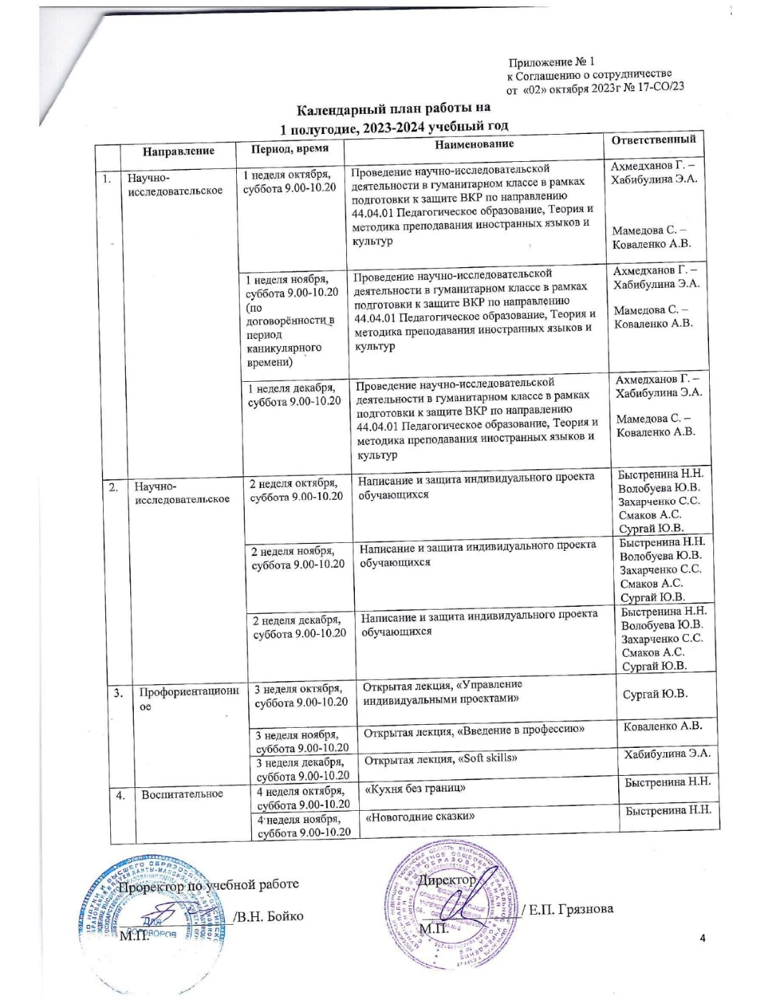 Приложение № 1
к Соглашению о сотрудничестве
от «02» октября 2023г № 17-СО/23
Календарный план работы на
1 полугодие, 2023-2024 учебный год
Направление
Период, время
Наименование
Ответственный
1.
Научно-
исследовательское
1 неделя октября,
суббота 9.00-10.20
Проведение научно-исследовательской
деятельности в гуманитарном классе в рамках
подготовки к защите ВКР по направлению
44.04.01 Педагогическое образование, Теория и
методика преподавания иностранных языков и
культур
Ахмедханов Г. –
Хабибулина Э.А.
Мамедова С. –
Коваленко А.В.
1 неделя ноября,
суббота 9.00-10.20
(по
договорённости в
период
каникулярного
времени)
Проведение научно-исследовательской
деятельности в гуманитарном классе в рамках
подготовки к защите ВКР по направлению
44.04.01 Педагогическое образование, Теория и
методика преподавания иностранных языков и
культур
Ахмедханов Г. –
Хабибулина Э.А.
Мамедова С. –
Коваленко А.В.
1 неделя декабря,
суббота 9.00-10.20
Проведение научно-исследовательской
деятельности в гуманитарном классе в рамках
подготовки к защите ВКР по направлению
44.04.01 Педагогическое образование, Теория и
методика преподавания иностранных языков и
культур
Ахмедханов Г. –
Хабибулина Э.А.
Мамедова С. –
Коваленко А.В.
2.
Научно-
исследовательское
2 неделя октября,
суббота 9.00-10.20
Написание и защита индивидуального проекта
обучающихся
Быстренина Н.Н.
Волобуева Ю.В.
Захарченко С.С.
Смаков А.С.
Сургай Ю.В.
2 неделя ноября,
суббота 9.00-10.20
Написание и защита индивидуального проекта
обучающихся
Быстренина Н.Н.
Волобуева Ю.В.
Захарченко С.С.
Смаков А.С.
Сургай Ю.В.
2 неделя декабря,
суббота 9.00-10.20
Написание и защита индивидуального проекта
обучающихся
Быстренина Н.Н.
Волобуева Ю.В.
Захарченко С.С.
Смаков А.С.
Сургай Ю.В.
3.
Профориентационн
ое
3 неделя октября,
суббота 9.00-10.20
Открытая лекция, «Управление
индивидуальными проектами»
Сургай Ю.В.
3 неделя ноября,
суббота 9.00-10.20
Открытая лекция, «Введение в профессию»
Коваленко А.В.
3 неделя декабря,
суббота 9.00-10.20
Открытая лекция, «Soft skills»
Хабибулина Э.А.
4.
Воспитательное
4 неделя октября,
суббота 9.00-10.20
«Кухня без границ»
Быстренина Н.Н.
4 неделя ноября,
суббота 9.00-10.20
«Новогодние сказки»
Быстренина Н.Н.
Проректор по учебной работе
/В.Н. Бойко
М.П.
Для
договоров
Директор
/ Е.П. Грязнова
М.П.
4